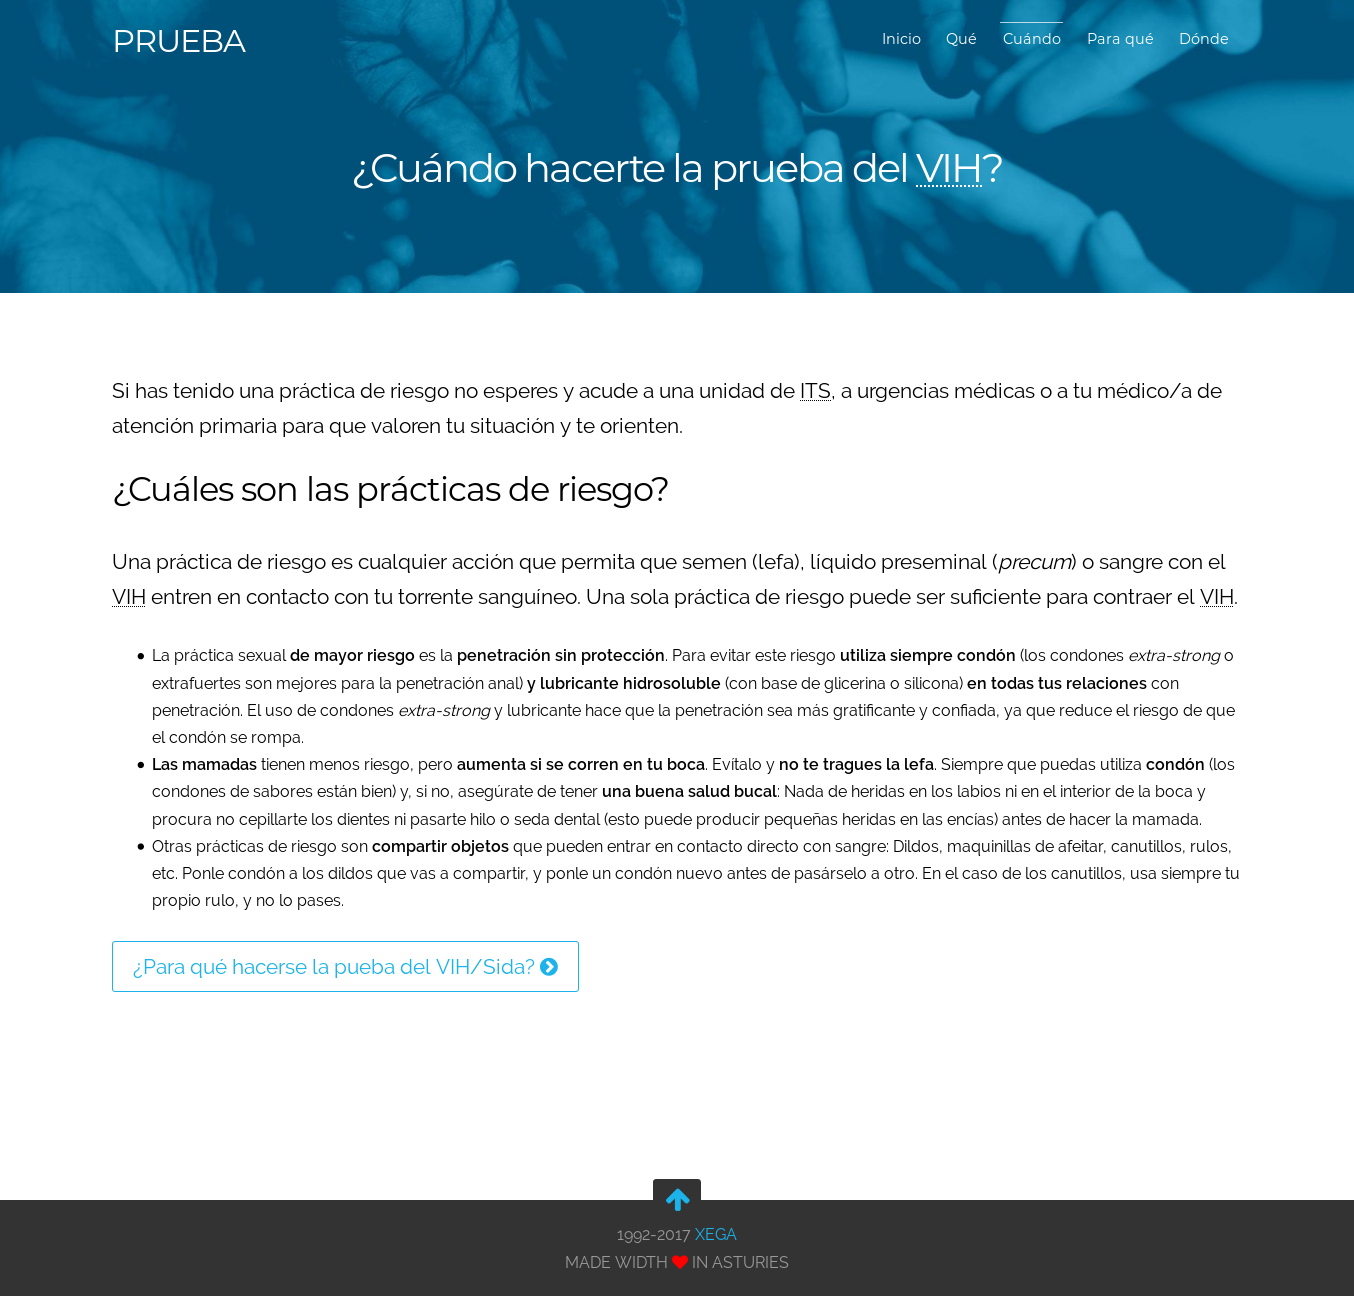 PRUEBA
Inicio Qué Cuándo Para qué Dónde
¿Cuándo hacerte la prueba del VIH?
Si has tenido una práctica de riesgo no esperes y acude a una unidad de ITS, a urgencias médicas o a tu médico/a de
atención primaria para que valoren tu situación y te orienten.
¿Cuáles son las prácticas de riesgo?
Una práctica de riesgo es cualquier acción que permita que semen (lefa), líquido preseminal (precum) o sangre con el
VIH entren en contacto con tu torrente sanguíneo. Una sola práctica de riesgo puede ser suficiente para contraer el VIH.
• La práctica sexual de mayor riesgo es la penetración sin protección. Para evitar este riesgo utiliza siempre condón (los condones extra-strong o
extrafuertes son mejores para la penetración anal) y lubricante hidrosoluble (con base de glicerina o silicona) en todas tus relaciones con
penetración. El uso de condones extra-strong y lubricante hace que la penetración sea más gratificante y confiada, ya que reduce el riesgo de que
el condón se rompa.
• Las mamadas tienen menos riesgo, pero aumenta si se corren en tu boca. Evítalo y no te tragues la lefa. Siempre que puedas utiliza condón (los
condones de sabores están bien) y, si no, asegúrate de tener una buena salud bucal: Nada de heridas en los labios ni en el interior de la boca y
procura no cepillarte los dientes ni pasarte hilo o seda dental (esto puede producir pequeñas heridas en las encías) antes de hacer la mamada.
• Otras prácticas de riesgo son compartir objetos que pueden entrar en contacto directo con sangre: Dildos, maquinillas de afeitar, canutillos, rulos,
etc. Ponle condón a los dildos que vas a compartir, y ponle un condón nuevo antes de pasárselo a otro. En el caso de los canutillos, usa siempre tu
propio rulo, y no lo pases.
¿Para qué hacerse la pueba del VIH/Sida?
1992-2017 XEGA
MADE WIDTH ❤ IN ASTURIES